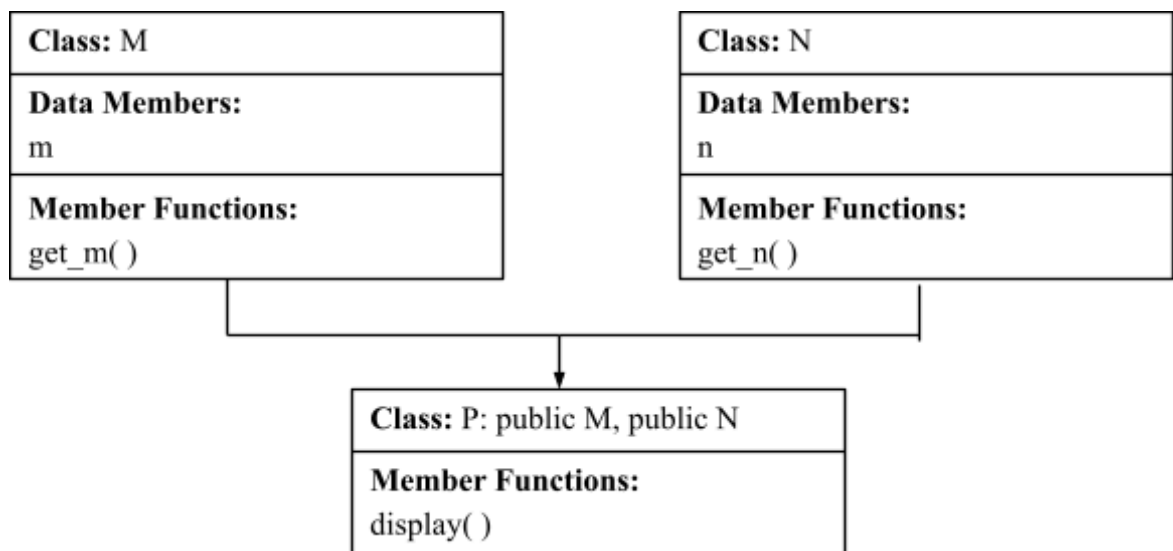 Class: M
Data Members:
m
Member Functions:
get_m( )
Class: N
Data Members:
n
Member Functions:
get_n( )
Class: P: public M, public N
Member Functions:
display( )